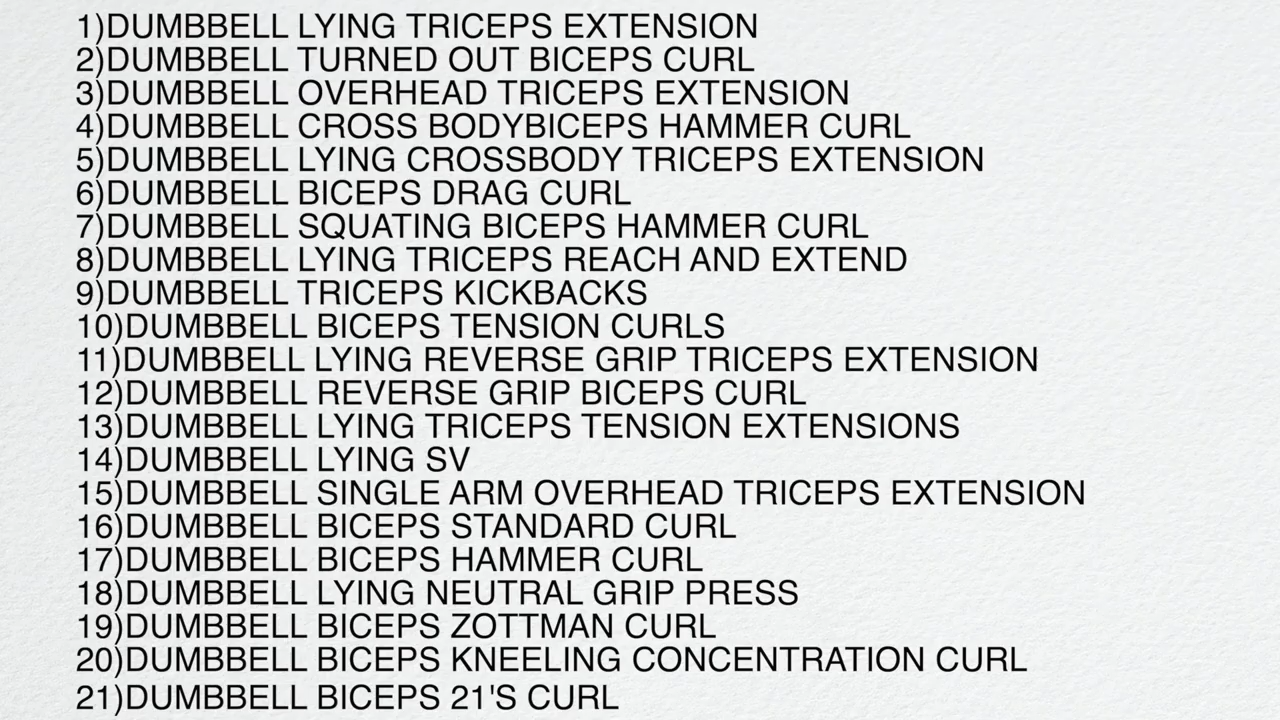 1)DUMBBELL LYING TRICEPS EXTENSION
2)DUMBBELL TURNED OUT BICEPS CURL
3)DUMBBELL OVERHEAD TRICEPS EXTENSION
4)DUMBBELL CROSS BODYBICEPS HAMMER CURL
5)DUMBBELL LYING CROSSBODY TRICEPS EXTENSION
6)DUMBBELL BICEPS DRAG CURL
7)DUMBBELL SQUATING BICEPS HAMMER CURL
8)DUMBBELL LYING TRICEPS REACH AND EXTEND
9)DUMBBELL TRICEPS KICKBACKS
10)DUMBBELL BICEPS TENSION CURLS
11)DUMBBELL LYING REVERSE GRIP TRICEPS EXTENSION
12)DUMBBELL REVERSE GRIP BICEPS CURL
13)DUMBBELL LYING TRICEPS TENSION EXTENSIONS
14)DUMBBELL LYING SV
15)DUMBBELL SINGLE ARM OVERHEAD TRICEPS EXTENSION
16)DUMBBELL BICEPS STANDARD CURL
17)DUMBBELL BICEPS HAMMER CURL
18)DUMBBELL LYING NEUTRAL GRIP PRESS
19)DUMBBELL BICEPS ZOTTMAN CURL
20)DUMBBELL BICEPS KNEELING CONCENTRATION CURL
21)DUMBBELL BICEPS 21'S CURL